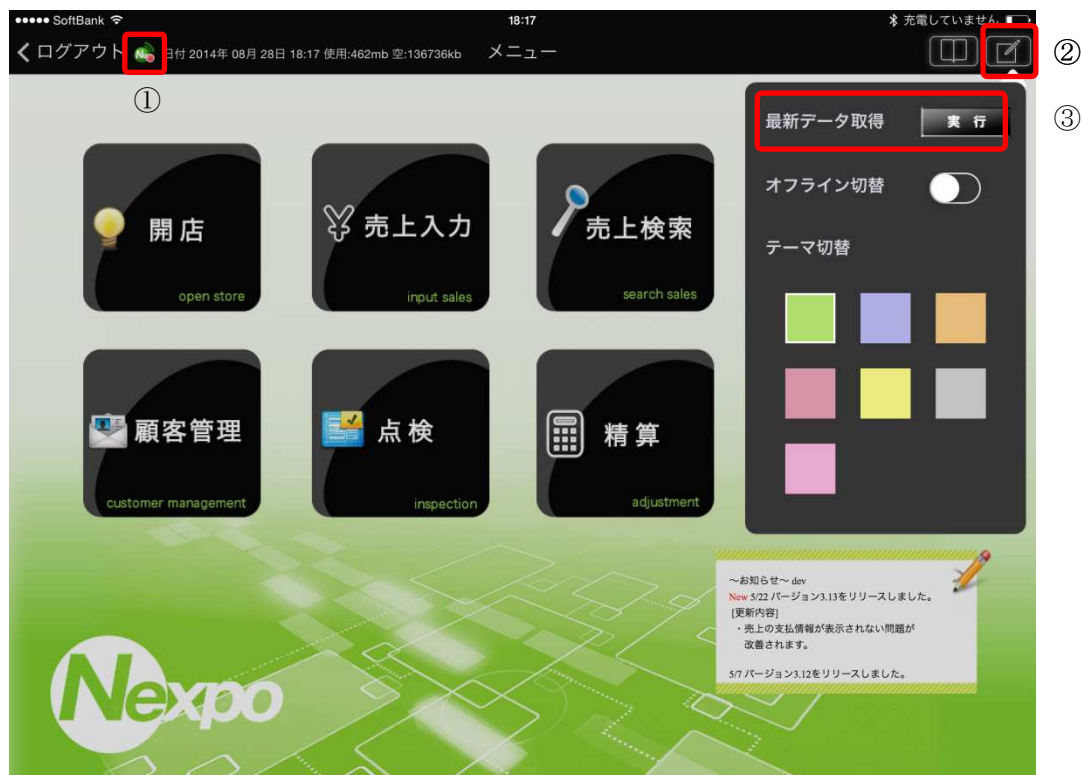 SoftBank 18:17 充電していません
ログアウト 日付 2014年 08月 28日 18:17 使用:462mb 空:136736kb メニュー
②
①
最新データ取得 実行
③
オフライン切替
テーマ切替
開店
open store
売上入力
input sales
売上検索
search sales
顧客管理
customer management
点検
inspection
精算
adjustment
～お知らせ～ dev
New 5/22 バージョン3.13をリリースしました。
[更新内容]
・売上の支払情報が表示されない問題が
改善されます。
5/7 バージョン3.12をリリースしました。
Nexpo